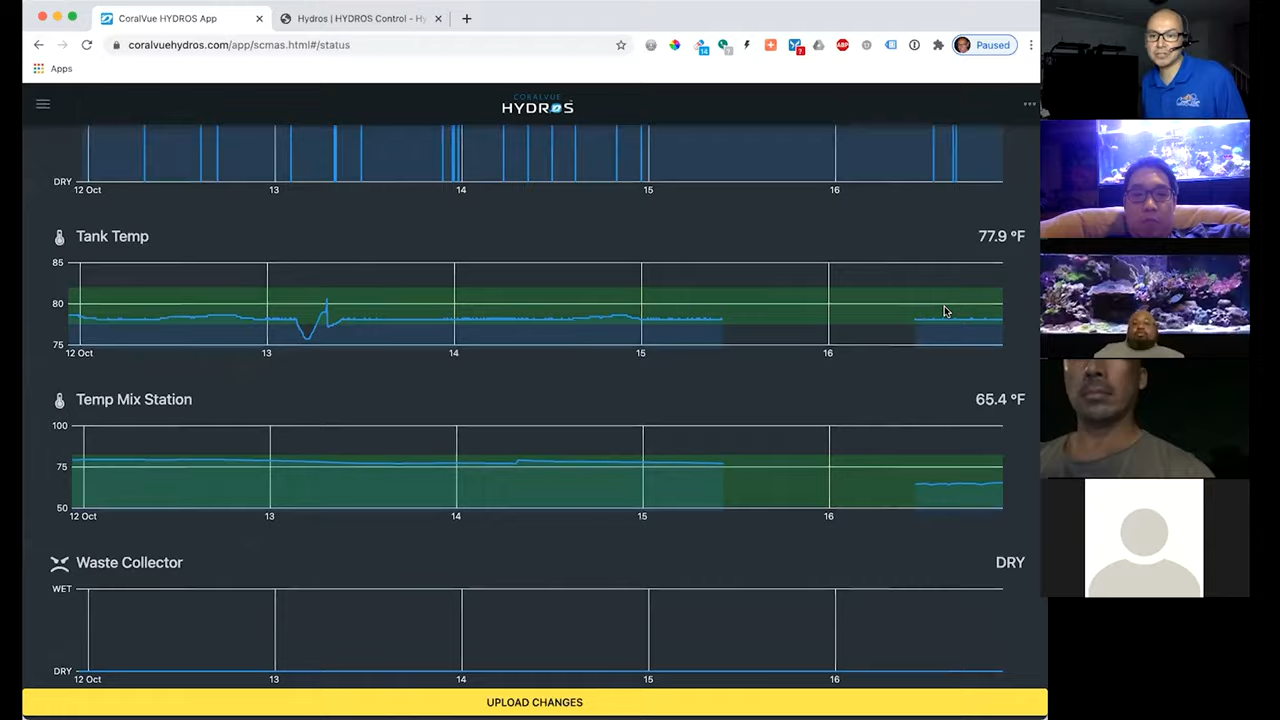 CoralVue HYDROS App
Hydros | HYDROS Control - Hy
coralvuehydros.com/app/scmas.html#/status
14
7
ABP
Paused
Apps
CORALVUE
HYDROS
DRY
12 Oct 13 14 15 16
Tank Temp
77.9 °F
85
80
75
12 Oct 13 14 15 16
Temp Mix Station
65.4 °F
100
75
50
12 Oct 13 14 15 16
Waste Collector
DRY
WET
DRY
12 Oct 13 14 15 16
UPLOAD CHANGES